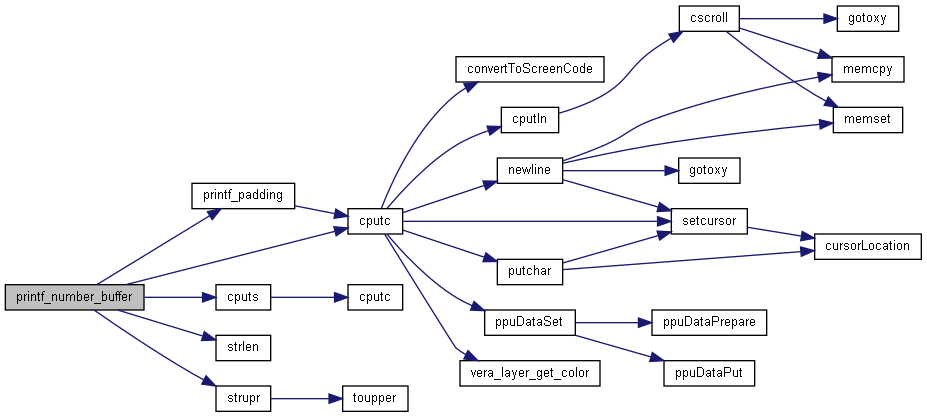 cscroll
gotoxy
convertToScreenCode
memcpy
cputln
memset
newline
gotoxy
printf_padding
cputc
setcursor
cursorLocation
putchar
printf_number_buffer
cputs
cputc
ppuDataSet
ppuDataPrepare
strlen
vera_layer_get_color
ppuDataPut
strupr
toupper